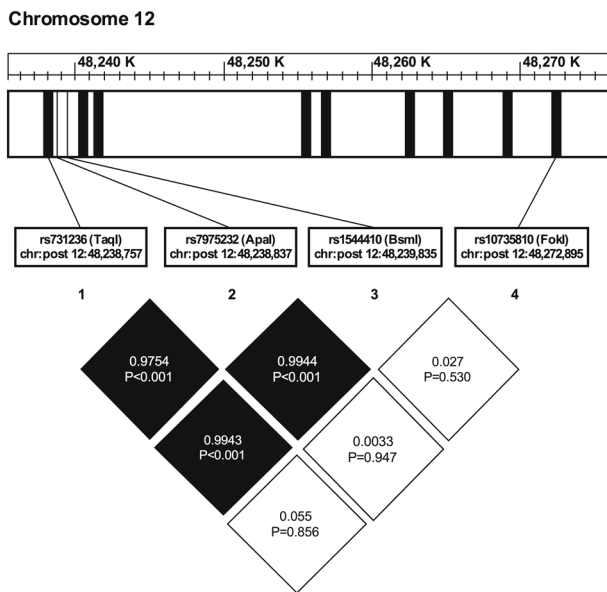 Chromosome 12
48,240 K 48,250 K 48,260 K 48,270 K
rs731236 (TaqI) rs7975232 (ApaI) rs1544410 (BsmI) rs10735810 (FokI)
chr:post 12:48,238,757 chr:post 12:48,238,837 chr:post 12:48,239,835 chr:post 12:48,272,895
1 2 3 4
0.9754 0.9944 0.027
P<0.001 P<0.001 P=0.530
0.9943 0.0033
P<0.001 P=0.947
0.055
P=0.856